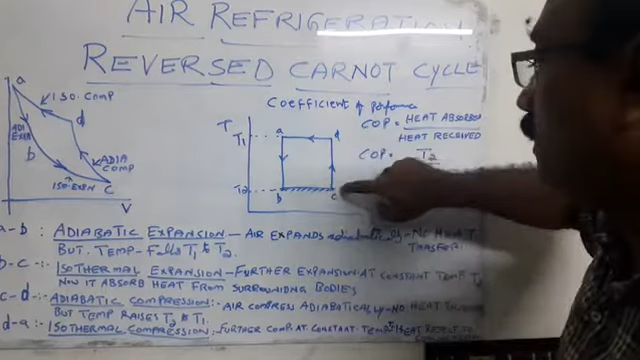 AIR REFRIGERATION
REVERSED CARNOT CYCLE
a
ISO.COMP
d
ADI
EXPN
b
ADIA
COMP
ISO.EXPN
C
V
Coefficient of Performance
T
T1
a
d
T2
b
c
COP = HEAT ABSORBED
HEAT RECEIVED
COP = T2
a-b : ADIABATIC EXPANSION - AIR EXPANDS adiabatically - NO HEAT
TRANSFER.
BUT. TEMP - Falls T1 to T2.
b-c :- ISOTHERMAL EXPANSION - FURTHER EXPANSION AT CONSTANT TEMP T
NOW IT ABSORB HEAT FROM SURROUNDING BODIES
c-d :- ADIABATIC COMPRESSION :- AIR ADIABATICALLY - NO HEAT
BUT TEMP RAISES T2 to T1
d-a :- ISOTHERMAL COMPRESSION :- FURTHER COMP. AT CONSTANT TEMP HEAT